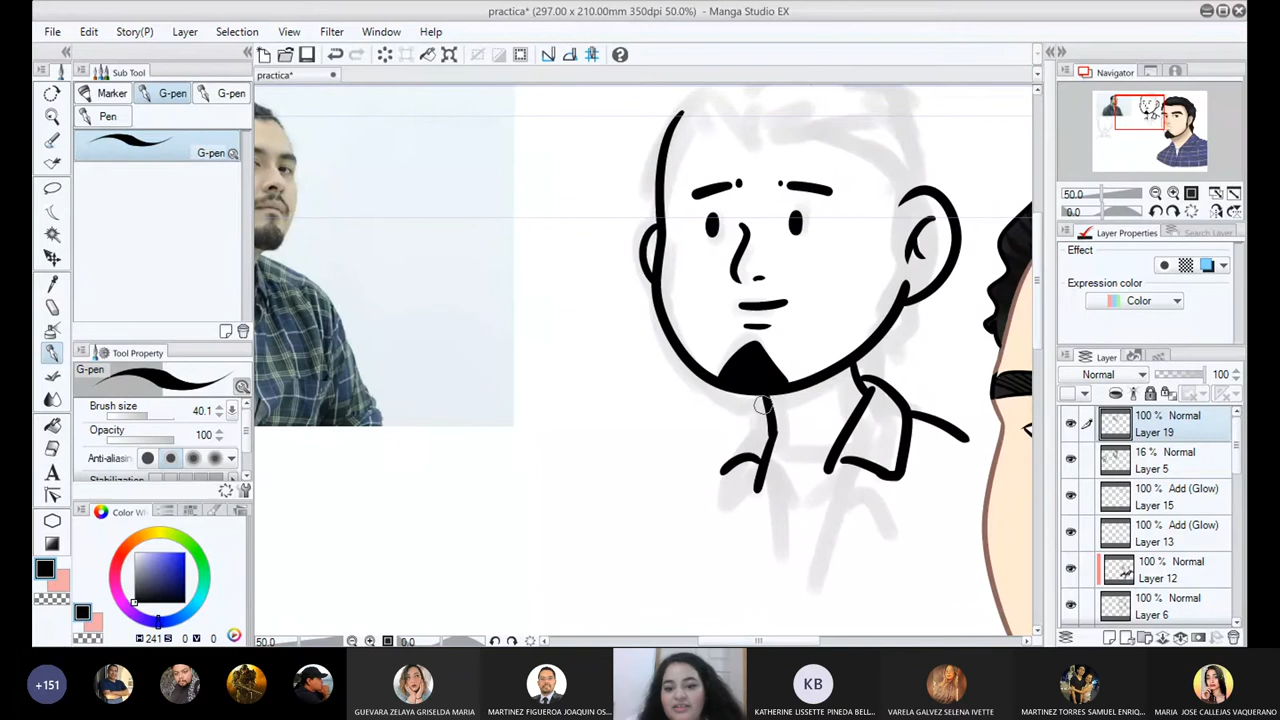 practica* (297.00 x 210.00mm 350dpi 50.0%) - Manga Studio EX
File Edit Story(P) Layer Selection View Filter Window Help
practica*
Sub Tool
Marker G-pen G-pen
Pen
G-pen
Tool Property
G-pen
Brush size 40.1
Opacity 100
Anti-aliasing
Color Wh
H 241 S 0 V 0
50.0 0.0
Navigator
50.0
0.0
Layer Properties Search Layer
Effect
Expression color
Color
Layer
Normal 100
100 % Normal
Layer 19
16 % Normal
Layer 5
100 % Add (Glow)
Layer 15
100 % Add (Glow)
Layer 13
100 % Normal
Layer 12
100 % Normal
Layer 6
+151
KB
GUEVARA ZELAYA GRISELDA MARIA
MARTINEZ FIGUEROA JOAQUIN OS...
KATHERINE LISSETTE PINEDA BELL...
VARELA GALVEZ SELENA IVETTE
MARTINEZ TORRES SAMUEL ENRIQ...
MARIA JOSE CALLEJAS VAQUERANO